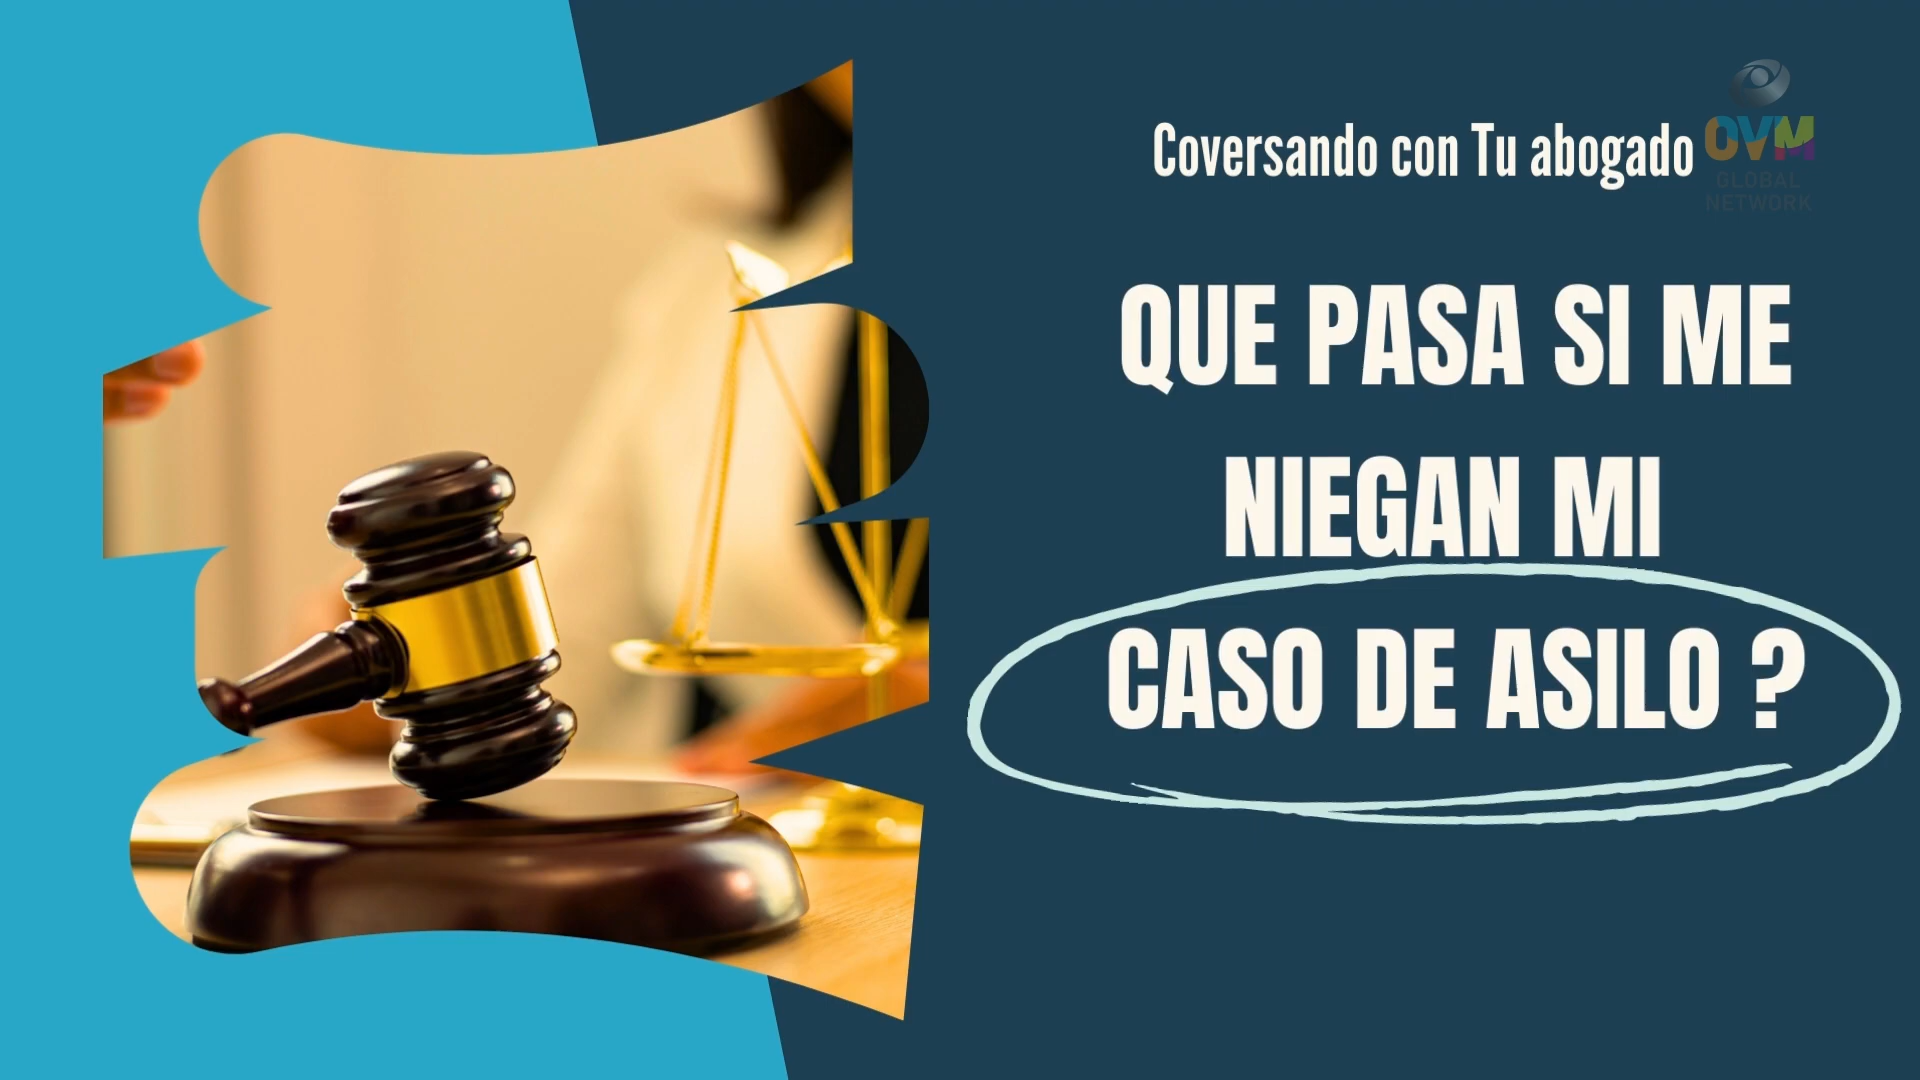 Coversando con Tu abogado
OVM
GLOBAL
NETWORK
QUE PASA SI ME
NIEGAN MI
CASO DE ASILO ?